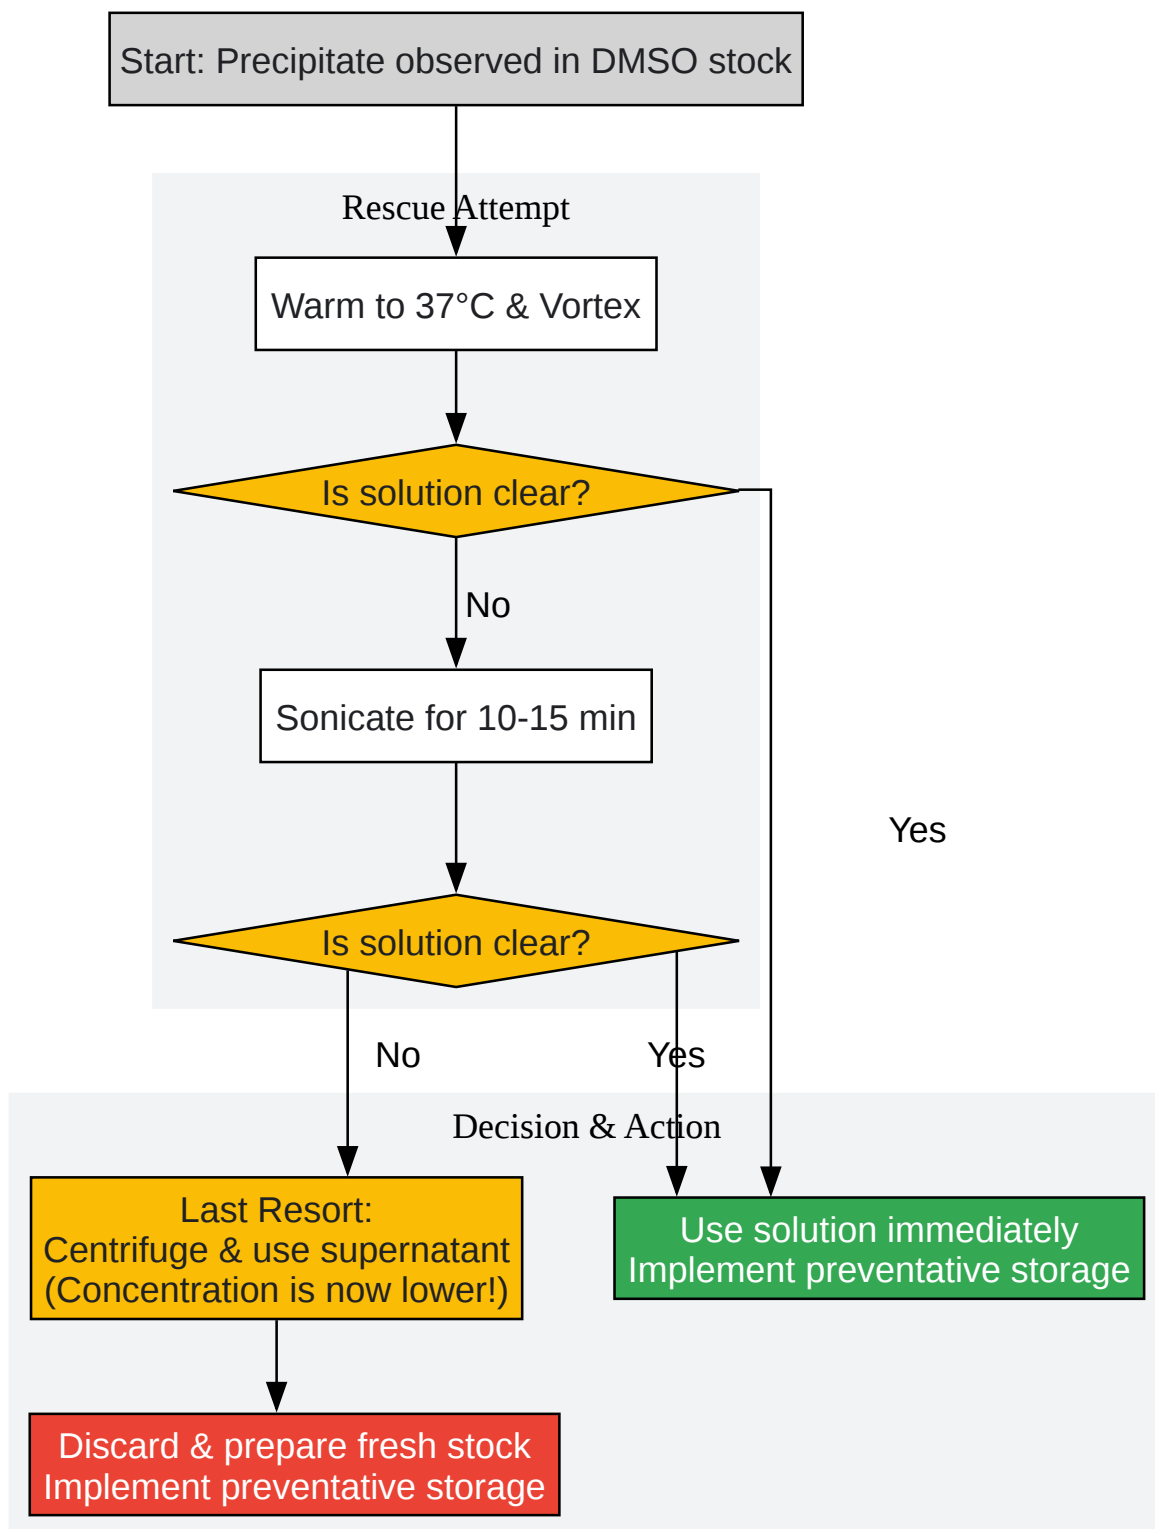 Start: Precipitate observed in DMSO stock
Rescue Attempt
Warm to 37°C & Vortex
Is solution clear?
No
Sonicate for 10-15 min
Yes
Is solution clear?
No
Yes
Decision & Action
Last Resort:
Centrifuge & use supernatant
(Concentration is now lower!)
Use solution immediately
Implement preventative storage
Discard & prepare fresh stock
Implement preventative storage